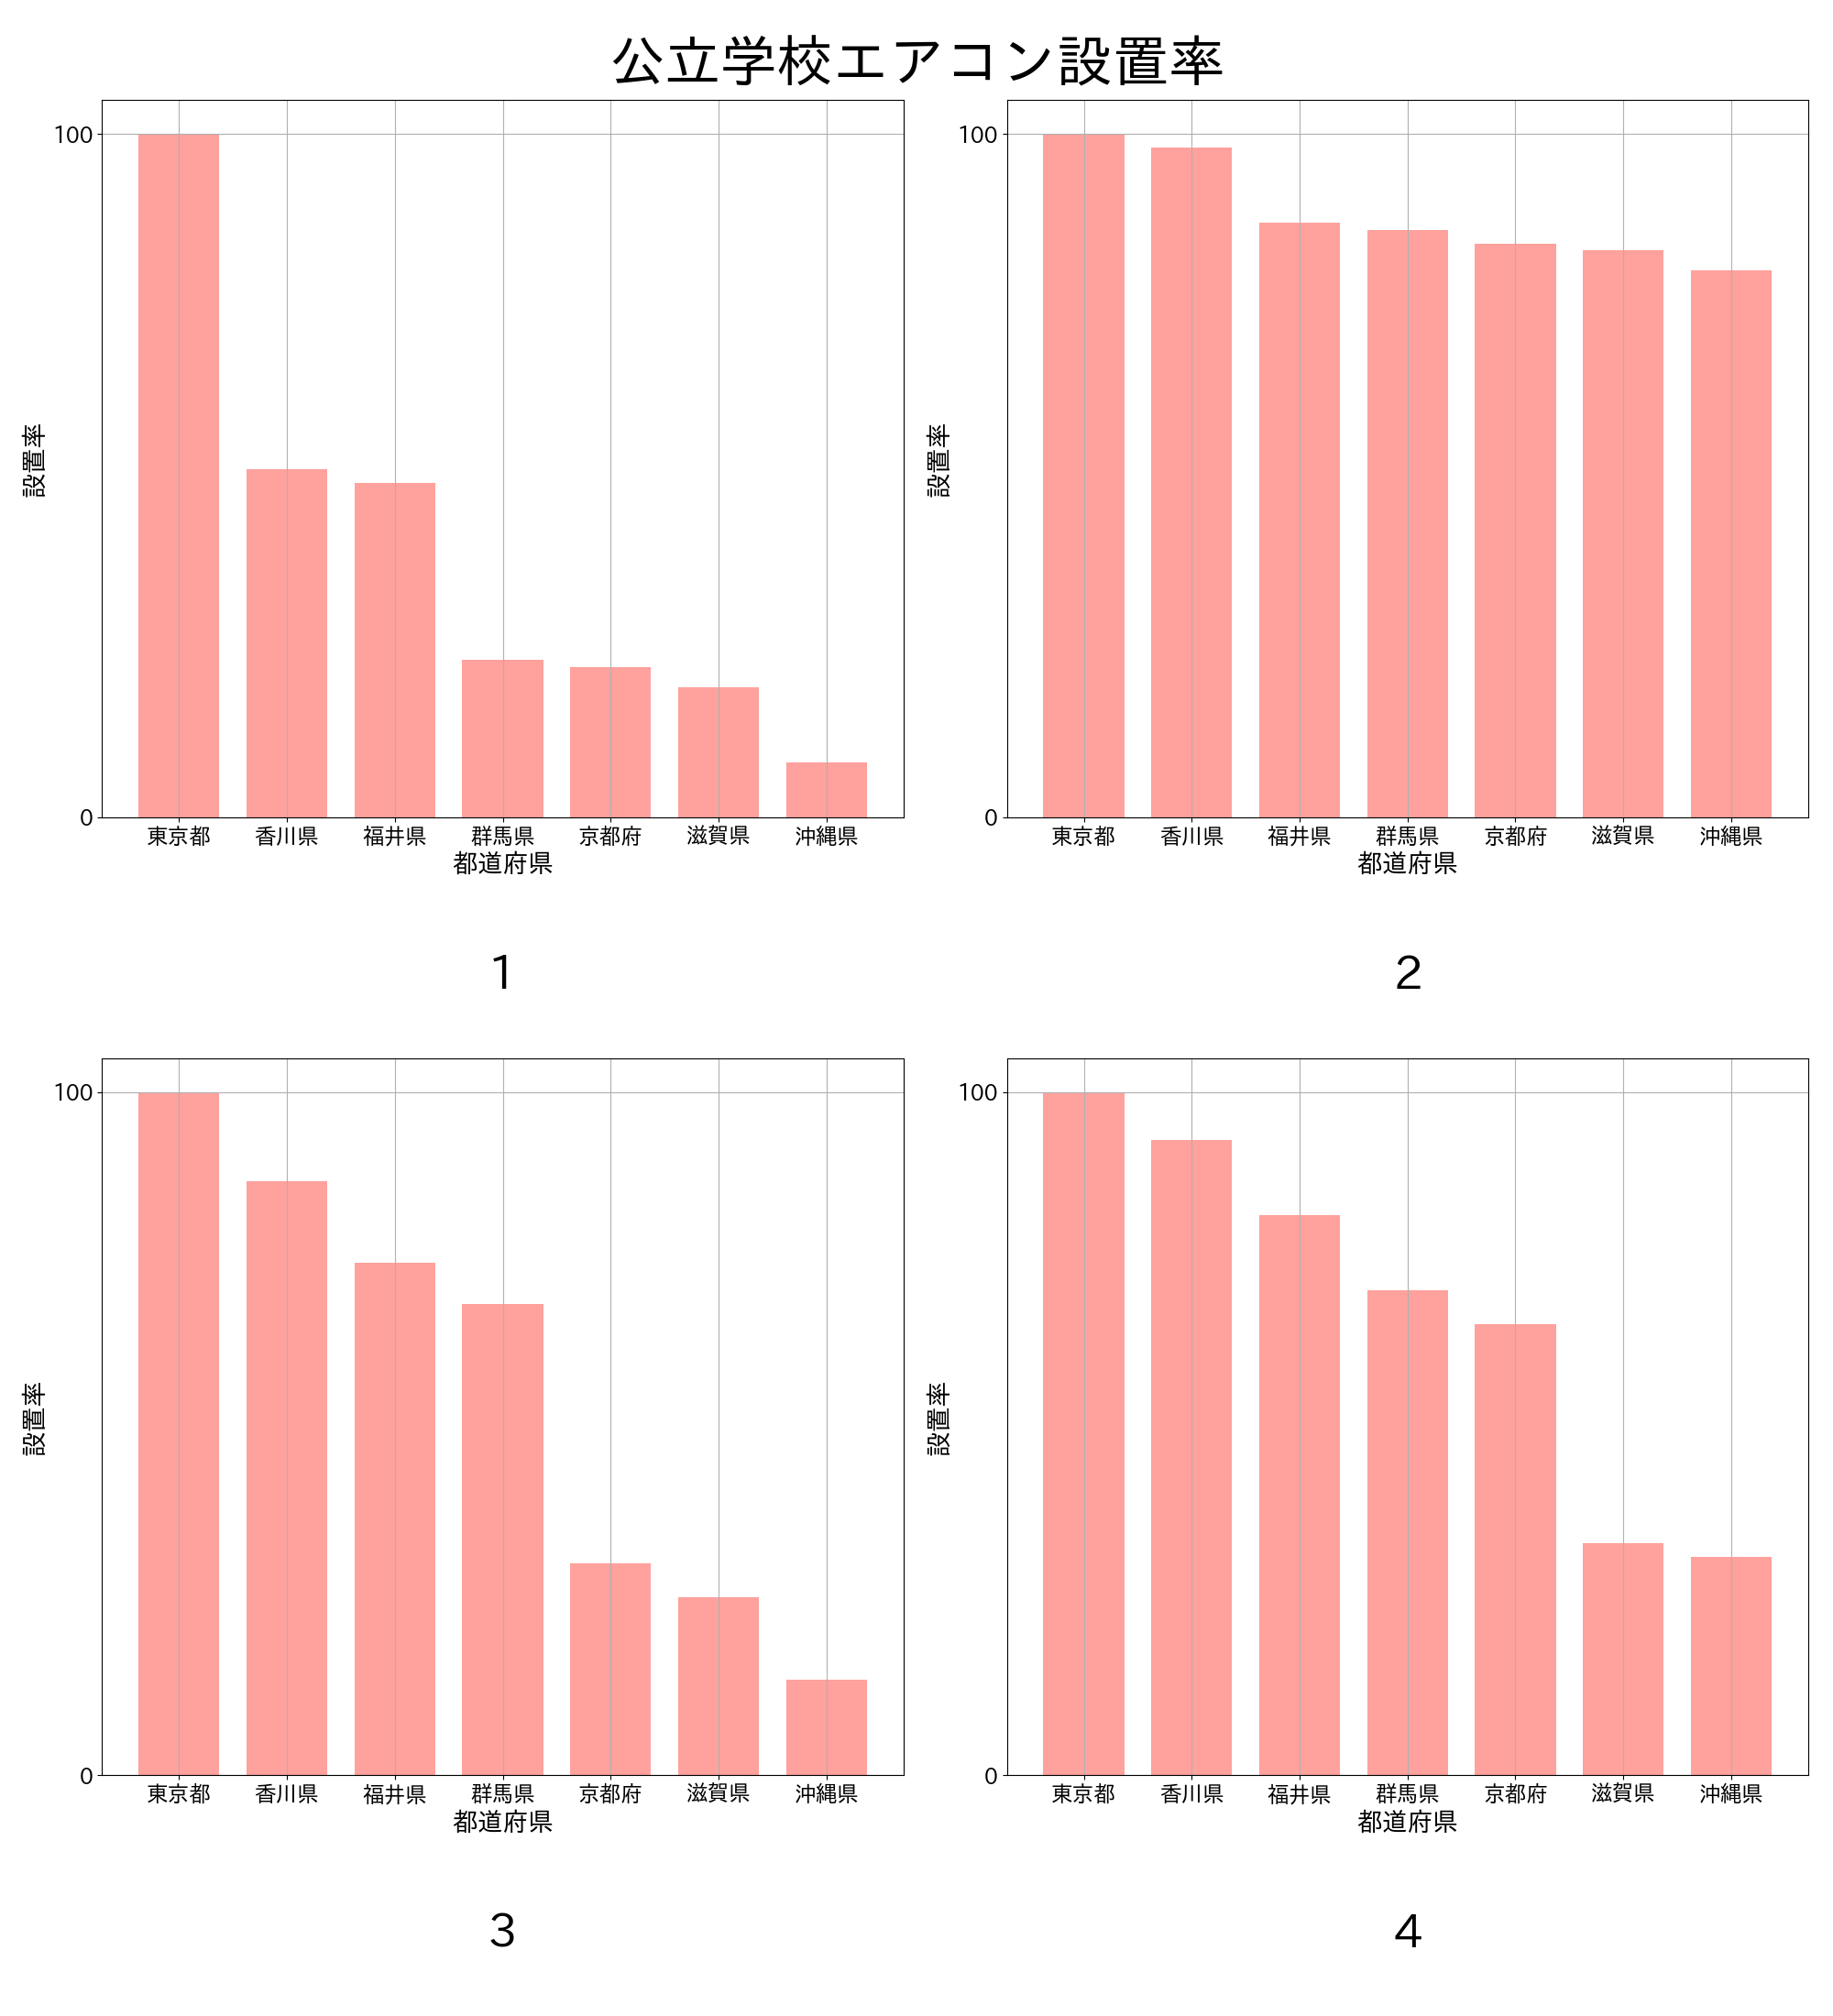 公立学校エアコン設置率
100
0
設置率
東京都 香川県 福井県 群馬県 京都府 滋賀県 沖縄県
都道府県
1
100
0
設置率
東京都 香川県 福井県 群馬県 京都府 滋賀県 沖縄県
都道府県
2
100
0
設置率
東京都 香川県 福井県 群馬県 京都府 滋賀県 沖縄県
都道府県
3
100
0
設置率
東京都 香川県 福井県 群馬県 京都府 滋賀県 沖縄県
都道府県
4